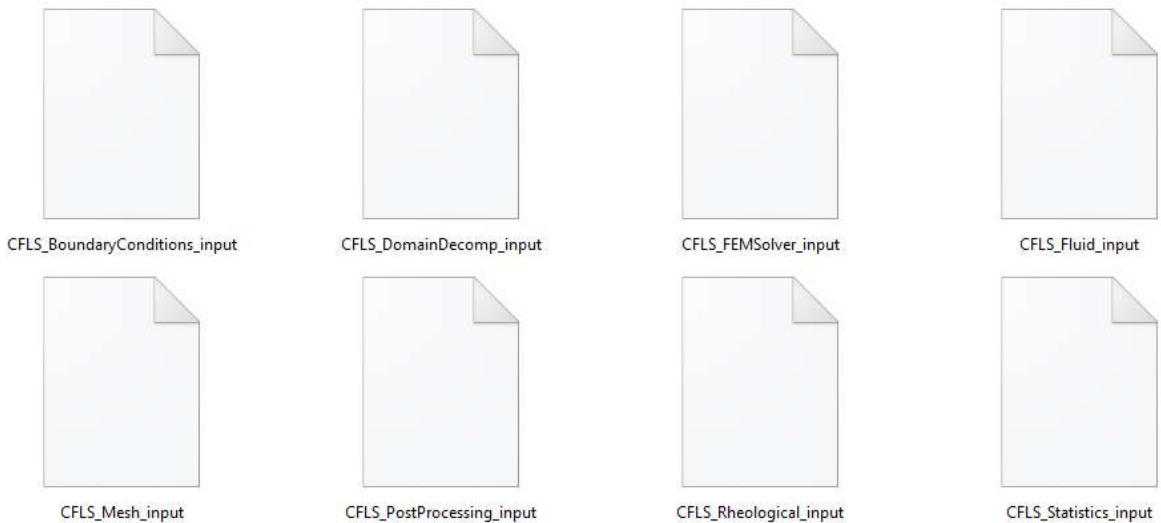 CFLS_BoundaryConditions_input
CFLS_DomainDecomp_input
CFLS_FEMSolver_input
CFLS_Fluid_input
CFLS_Mesh_input
CFLS_PostProcessing_input
CFLS_Rheological_input
CFLS_Statistics_input